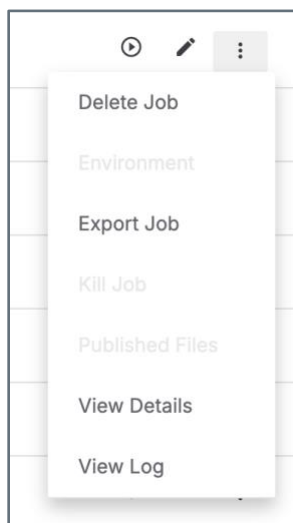 Delete Job
Environment
Export Job
Kill Job
Published Files
View Details
View Log